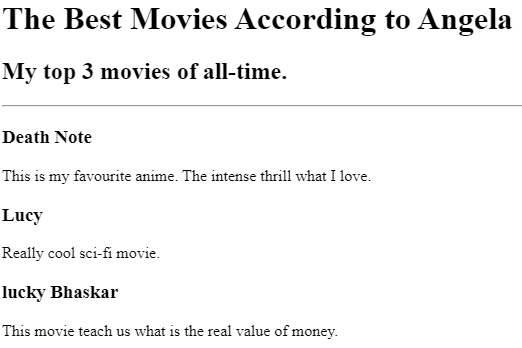 The Best Movies According to Angela
My top 3 movies of all-time.
Death Note
This is my favourite anime. The intense thrill what I love.
Lucy
Really cool sci-fi movie.
lucky Bhaskar
This movie teach us what is the real value of money.